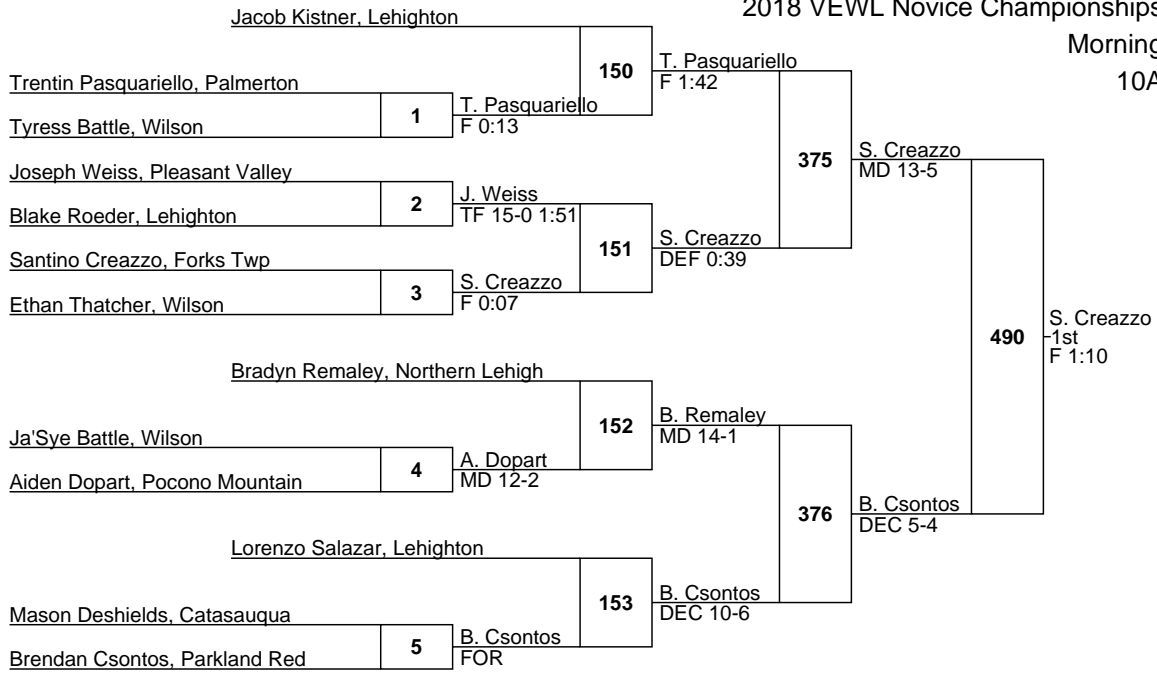 2018 VEWL Novice Championships
Morning
10A
Jacob Kistner, Lehighton
150
T. Pasquariello
F 1:42
Trentin Pasquariello, Palmerton
1
T. Pasquariello
F 0:13
Tyress Battle, Wilson
375
S. Creazzo
MD 13-5
Joseph Weiss, Pleasant Valley
2
J. Weiss
TF 15-0 1:51
Blake Roeder, Lehighton
151
S. Creazzo
DEF 0:39
Santino Creazzo, Forks Twp
3
S. Creazzo
F 0:07
Ethan Thatcher, Wilson
490
S. Creazzo
1st
F 1:10
Bradyn Remaley, Northern Lehigh
152
B. Remaley
MD 14-1
Ja'Sye Battle, Wilson
4
A. Dopart
MD 12-2
Aiden Dopart, Pocono Mountain
376
B. Csontos
DEC 5-4
Lorenzo Salazar, Lehighton
153
B. Csontos
DEC 10-6
Mason Deshields, Catasauqua
5
B. Csontos
FOR
Brendan Csontos, Parkland Red